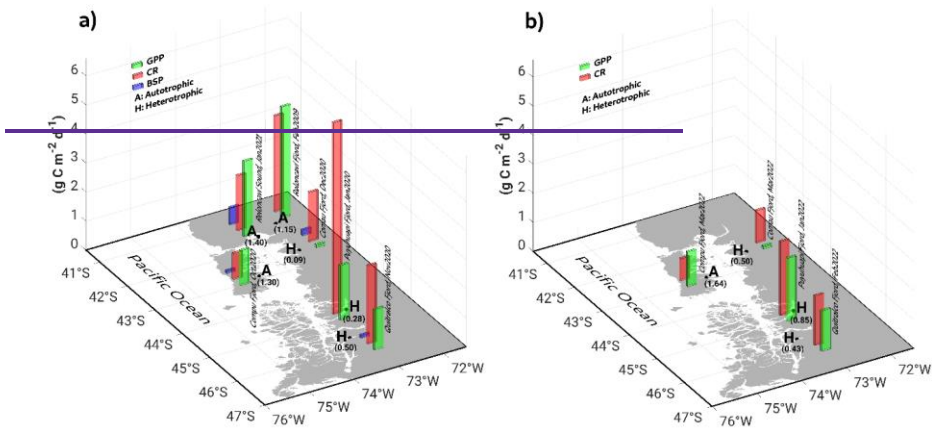 a)
GPP
CR
BSP
A: Autotrophic
H: Heterotrophic
(g C m-2 d-1)
6
5
4
3
2
1
0
A
(1.15)
A
(1.40)
H
(0.09)
A
(1.30)
H
(0.28)
H
(0.50)
Pacific Ocean
41°S
42°S
43°S
44°S
45°S
46°S
47°S
76°W
75°W
74°W
73°W
72°W
b)
GPP
CR
A: Autotrophic
H: Heterotrophic
(g C m-2 d-1)
6
5
4
3
2
1
0
H
(0.50)
A
(1.64)
H
(0.85)
H
(0.43)
Pacific Ocean
41°S
42°S
43°S
44°S
45°S
46°S
47°S
76°W
75°W
74°W
73°W
72°W